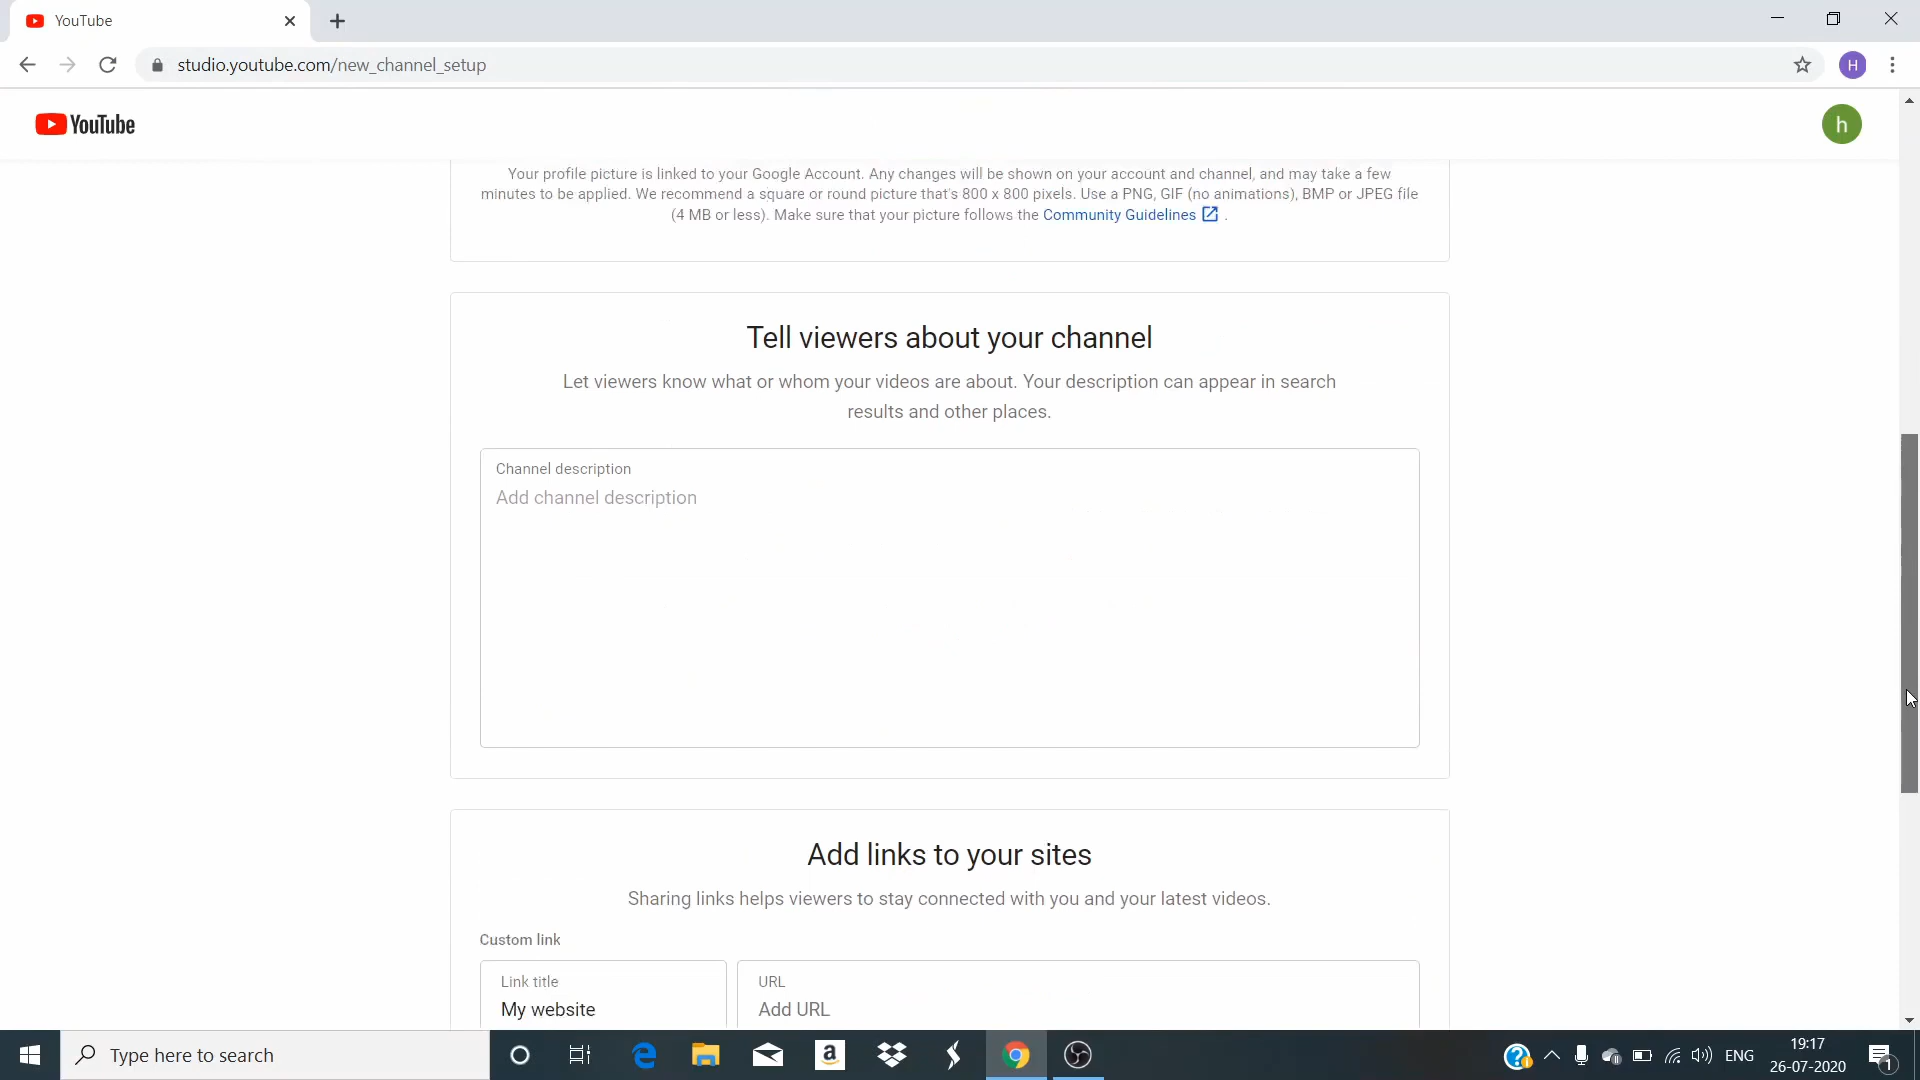 YouTube
studio.youtube.com/new_channel_setup
H
YouTube
h
Your profile picture is linked to your Google Account. Any changes will be shown on your account and channel, and may take a few
minutes to be applied. We recommend a square or round picture that's 800 x 800 pixels. Use a PNG, GIF (no animations), BMP or JPEG file
(4 MB or less). Make sure that your picture follows the Community Guidelines .
Tell viewers about your channel
Let viewers know what or whom your videos are about. Your description can appear in search
results and other places.
Channel description
Add channel description
Add links to your sites
Sharing links helps viewers to stay connected with you and your latest videos.
Custom link
Link title
My website
URL
Add URL
Type here to search
ENG
19:17
26-07-2020
1